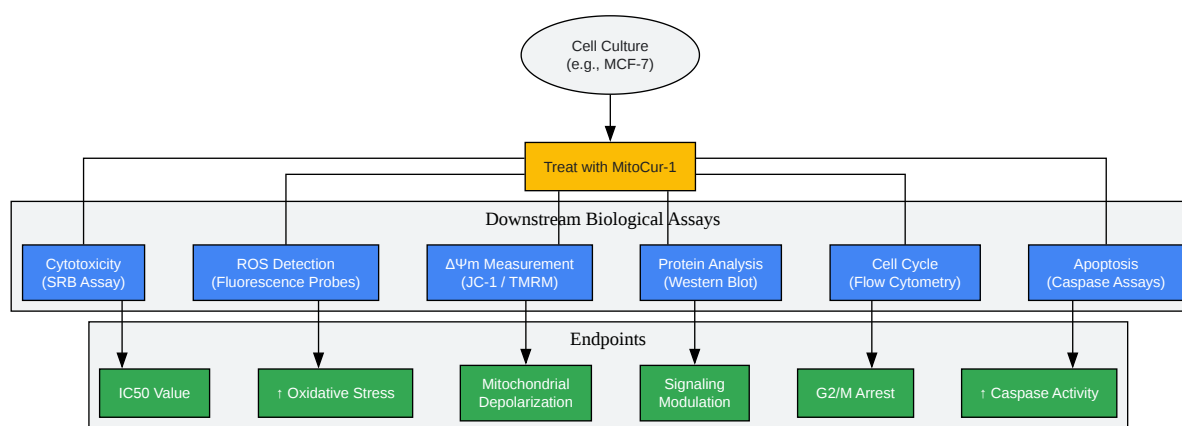 Cell Culture
(e.g., MCF-7)
Treat with MitoCur-1
Downstream Biological Assays
Cytotoxicity
(SRB Assay)
ROS Detection
(Fluorescence Probes)
ΔΨm Measurement
(JC-1 / TMRM)
Protein Analysis
(Western Blot)
Cell Cycle
(Flow Cytometry)
Apoptosis
(Caspase Assays)
Endpoints
IC50 Value
↑ Oxidative Stress
Mitochondrial
Depolarization
Signaling
Modulation
G2/M Arrest
↑ Caspase Activity